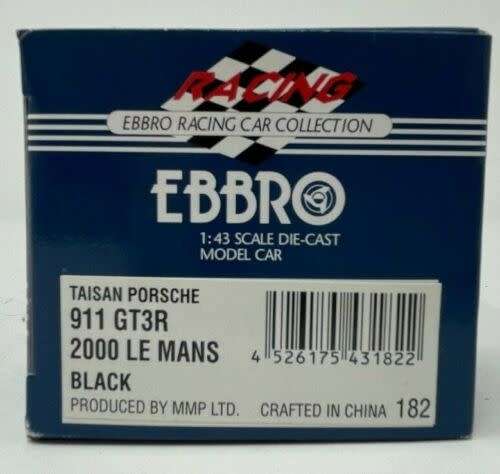 RACING
EBBRO RACING CAR COLLECTION
EBBRO
1:43 SCALE DIE-CAST
MODEL CAR
TAISAN PORSCHE
911 GT3R
2000 LE MANS
BLACK
4 526175 431822
PRODUCED BY MMP LTD. CRAFTED IN CHINA 182